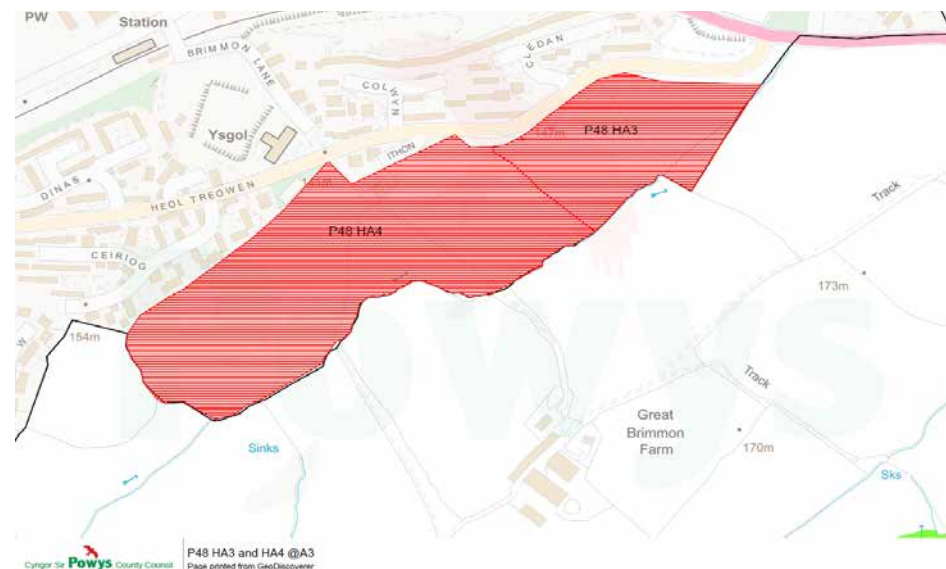 PW
Station
BRIMMON
LANE
CLEDAN
COLWYN
Ysgol
ITHON
147m
P48 HA3
DINAS
HEOL TREOWEN
P48 HA4
Track
CEIRIOG
173m
154m
W
Powys
Track
Great
Brimmon
Farm
170m
Sinks
Sks
Cyngor Sir Powys County Council
P48 HA3 and HA4 @A3
Page printed from GeoDiscoverer